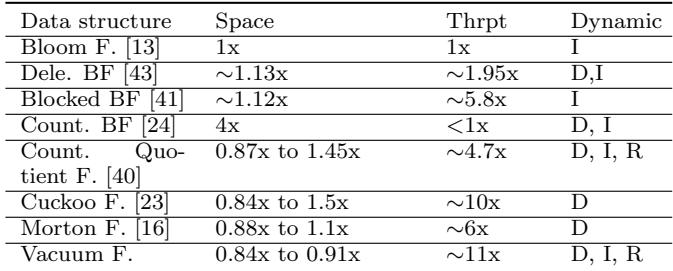 Data structure Space Thrpt Dynamic
Bloom F. [13] 1x 1x I
Dele. BF [43] ∼1.13x ∼1.95x D,I
Blocked BF [41] ∼1.12x ∼5.8x I
Count. BF [24] 4x <1x D, I
Count. Quo- 0.87x to 1.45x ∼4.7x D, I, R
tient F. [40]
Cuckoo F. [23] 0.84x to 1.5x ∼10x D
Morton F. [16] 0.88x to 1.1x ∼6x D
Vacuum F. 0.84x to 0.91x ∼11x D, I, R